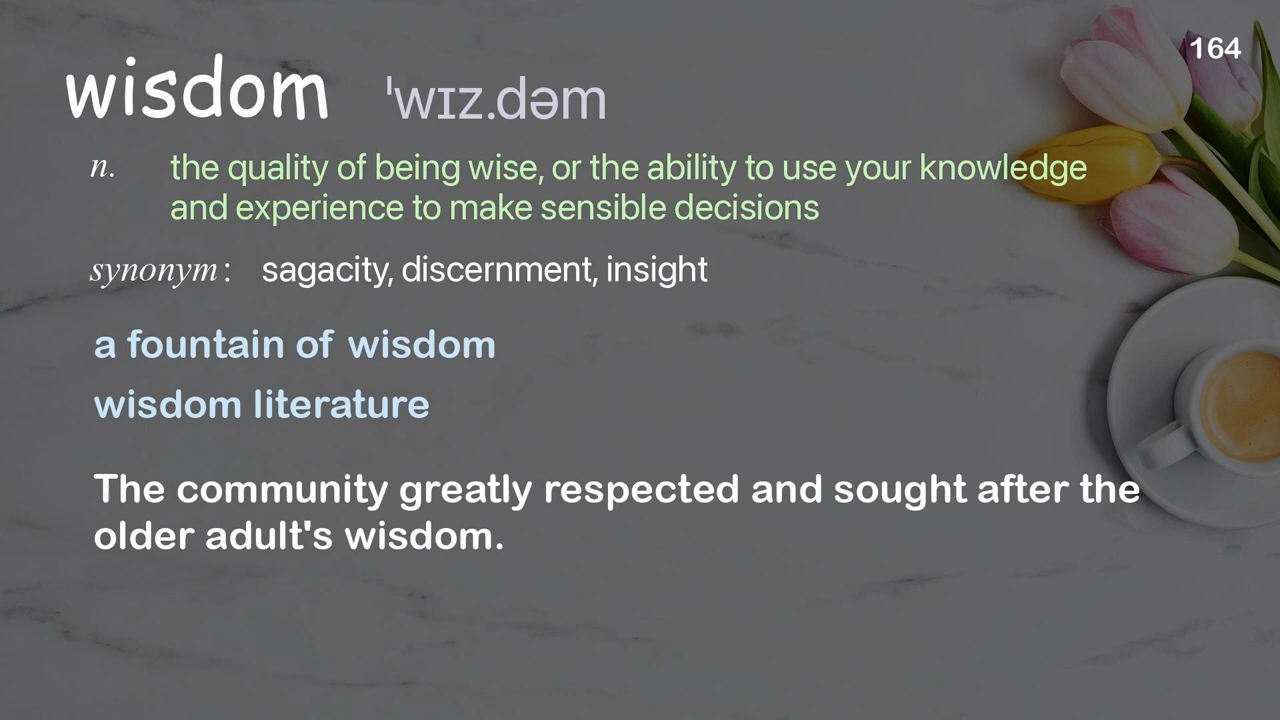 164
wisdom ˈwɪz.dəm
n. the quality of being wise, or the ability to use your knowledge
and experience to make sensible decisions
synonym: sagacity, discernment, insight
a fountain of wisdom
wisdom literature
The community greatly respected and sought after the
older adult's wisdom.